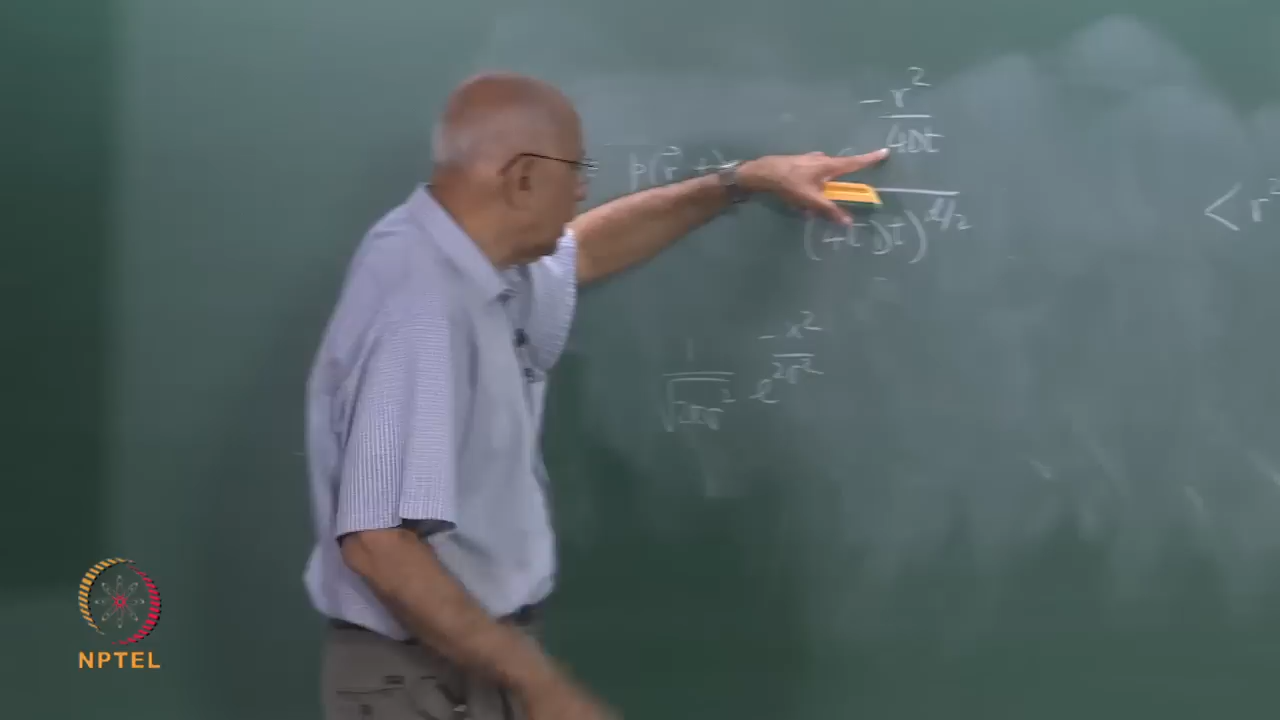 p(r, t) -r²/4Dt
(4πDt)^{d/2}
< r²
1/√(2πσ²) e^{-x²/2σ²}
NPTEL